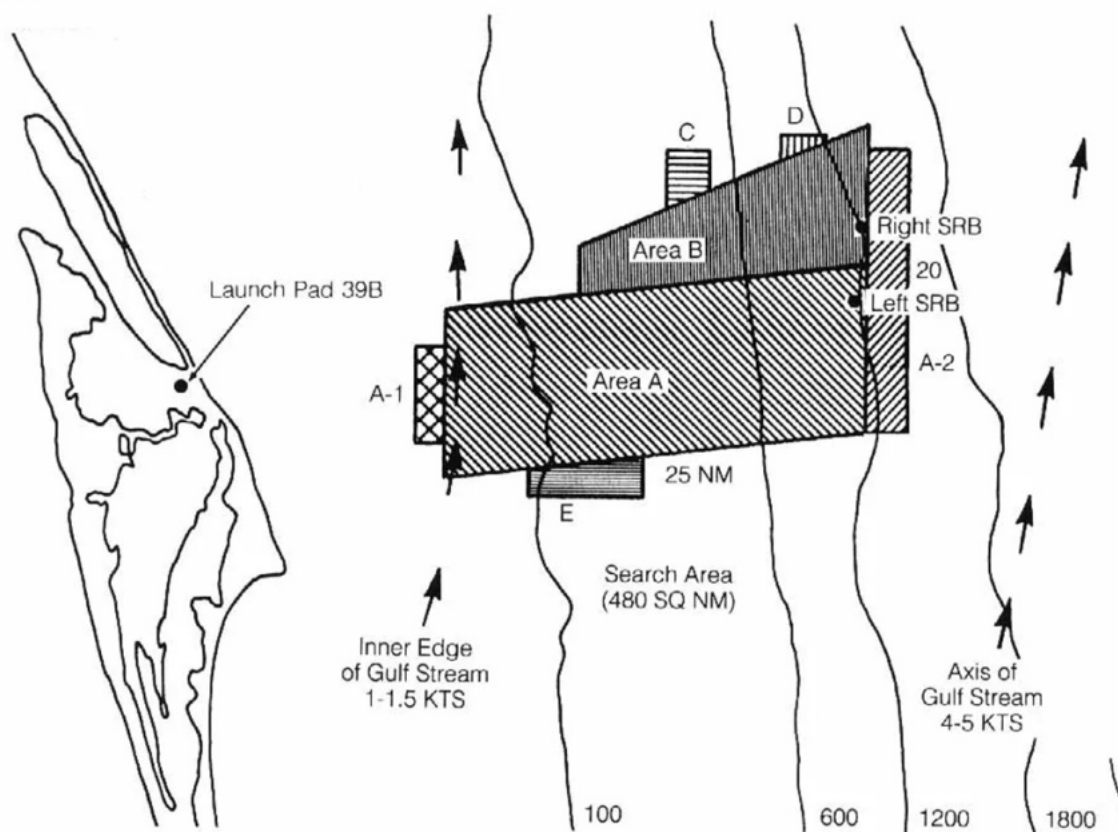 C
D
Area B
Right SRB
Launch Pad 39B
20
Left SRB
A-1
Area A
A-2
25 NM
E
Search Area
(480 SQ NM)
Inner Edge
of Gulf Stream
1-1.5 KTS
Axis of
Gulf Stream
4-5 KTS
100
600
1200
1800